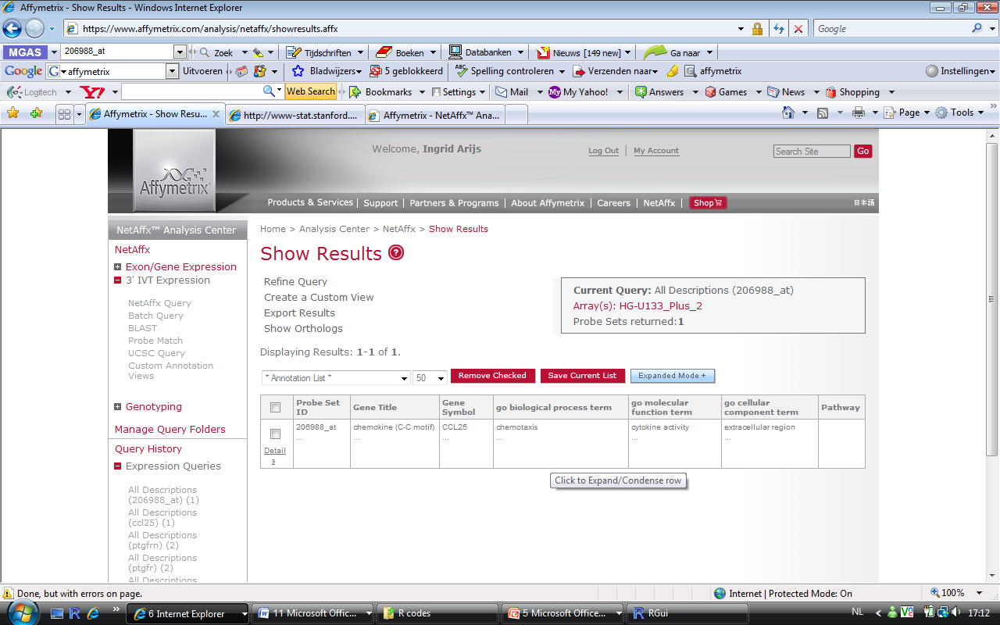 Affymetrix - Show Results - Windows Internet Explorer
https://www.affymetrix.com/analysis/netaffx/showresults.affx
Google
MGAS 206988_at Zoek Tijdschriften Boeken Databanken Nieuws [149 new] Ga naar
Google G affymetrix Uitvoeren Bladwijzers 5 geblokkeerd Spelling controleren Verzenden naar affymetrix Instellingen
Logitech Y! Web Search Bookmarks Settings Mail My Yahoo! Answers Games News Shopping
Affymetrix - Show Resu... http://www-stat.stanford.... Affymetrix - NetAffx™ Ana... Page Tools
Welcome, Ingrid Arijs
Log Out | My Account
Search Site Go
Affymetrix
Products & Services | Support | Partners & Programs | About Affymetrix | Careers | NetAffx | Shop 日本語
NetAffx™ Analysis Center
NetAffx
Exon/Gene Expression
3' IVT Expression
NetAffx Query
Batch Query
BLAST
Probe Match
UCSC Query
Custom Annotation
Views
Genotyping
Manage Query Folders
Query History
Expression Queries
All Descriptions
(206988_at) (1)
All Descriptions
(ccl25) (1)
All Descriptions
(ptgfrn) (2)
All Descriptions
(ptgfr) (2)
All Descriptions
Home > Analysis Center > NetAffx > Show Results
Show Results ?
Refine Query
Create a Custom View
Export Results
Show Orthologs
Current Query: All Descriptions (206988_at)
Array(s): HG-U133_Plus_2
Probe Sets returned:1
Displaying Results: 1-1 of 1.
* Annotation List * 50 Remove Checked Save Current List Expanded Mode +
Probe Set ID Gene Title Gene Symbol go biological process term go molecular function term go cellular component term Pathway
206988_at chemokine (C-C motif) CCL25 chemotaxis cytokine activity extracellular region
... ... ... ... ... ...
Detail
s
Click to Expand/Condense row
Done, but with errors on page. Internet | Protected Mode: On 100%
6 Internet Explorer 11 Microsoft Offic... R codes 5 Microsoft Office... RGui NL 17:12